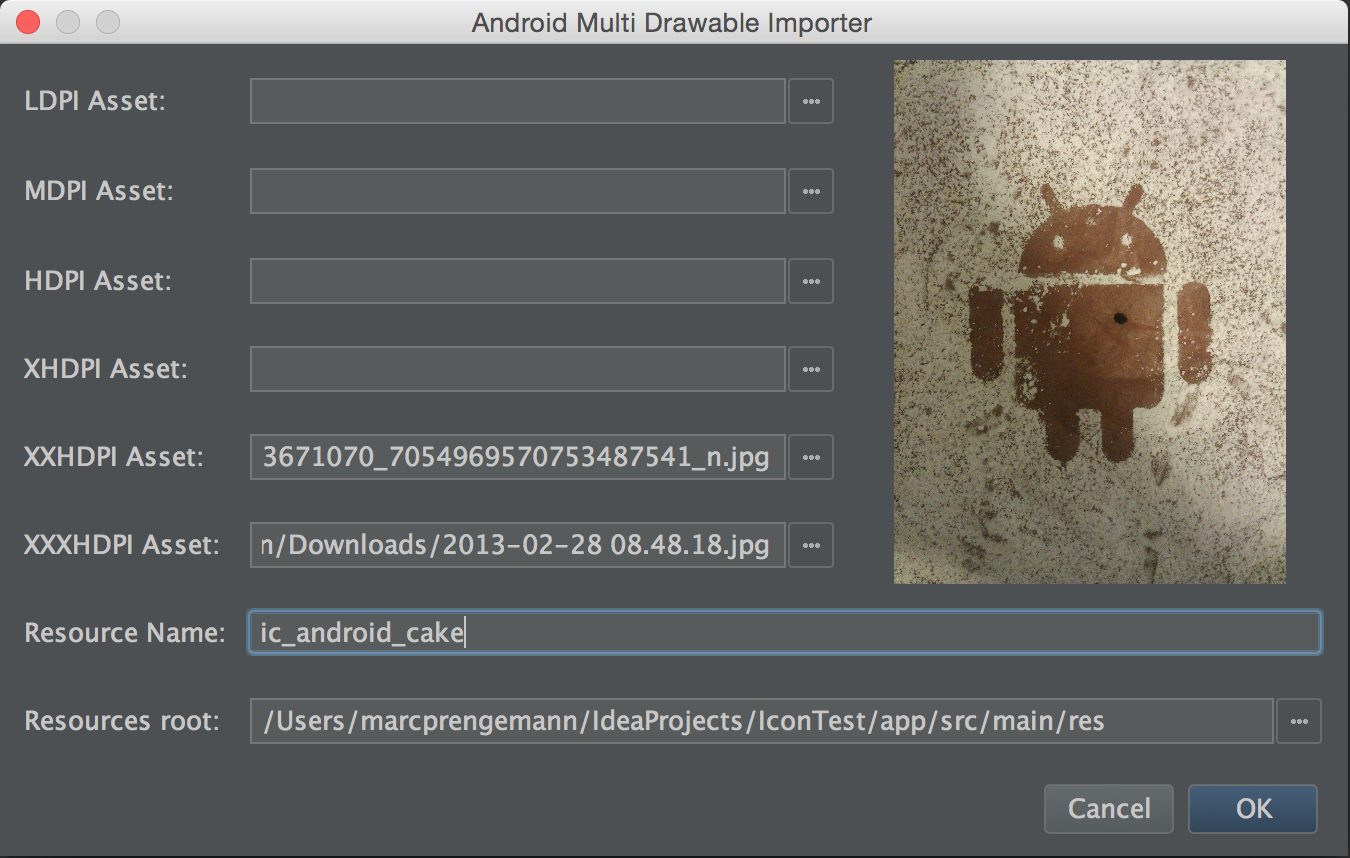 Android Multi Drawable Importer
LDPI Asset:
MDPI Asset:
HDPI Asset:
XHDPI Asset:
XXHDPI Asset: 3671070_7054969570753487541_n.jpg
XXXHDPI Asset: n/Downloads/2013-02-28 08.48.18.jpg
Resource Name: ic_android_cake
Resources root: /Users/marcprengemann/IdeaProjects/IconTest/app/src/main/res
Cancel OK